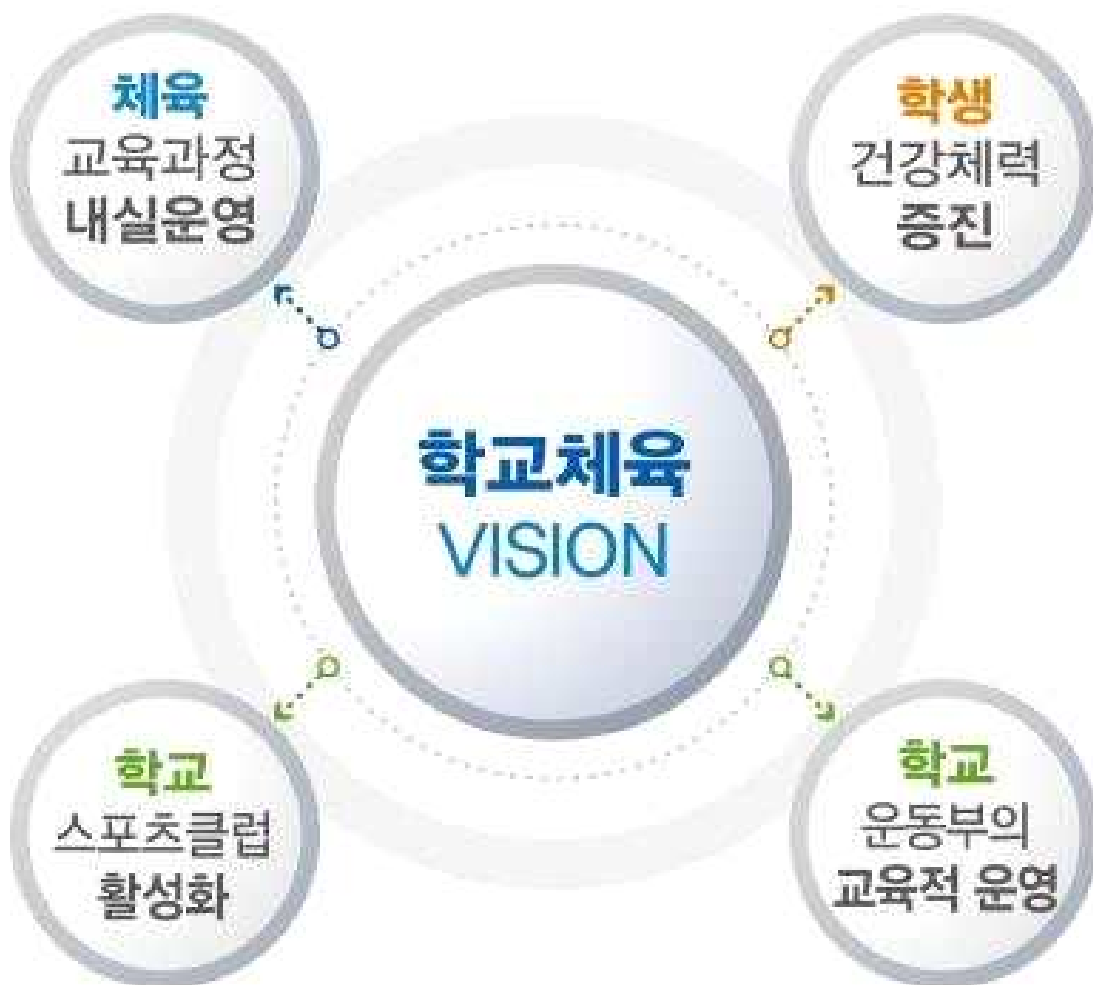 체육
교육과정
내실운영
학생
건강체력
증진
학교체육
VISION
학교
스포츠클럽
활성화
학교
운동부의
교육적 운영